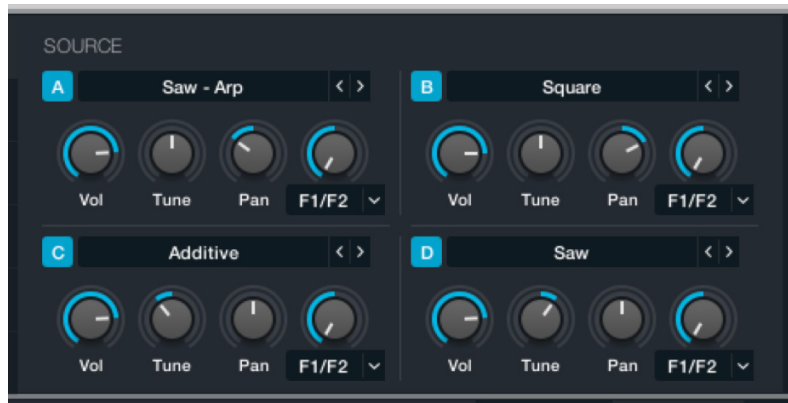 SOURCE
A Saw - Arp < >
B Square < >
Vol Tune Pan F1/F2
Vol Tune Pan F1/F2
C Additive < >
D Saw < >
Vol Tune Pan F1/F2
Vol Tune Pan F1/F2